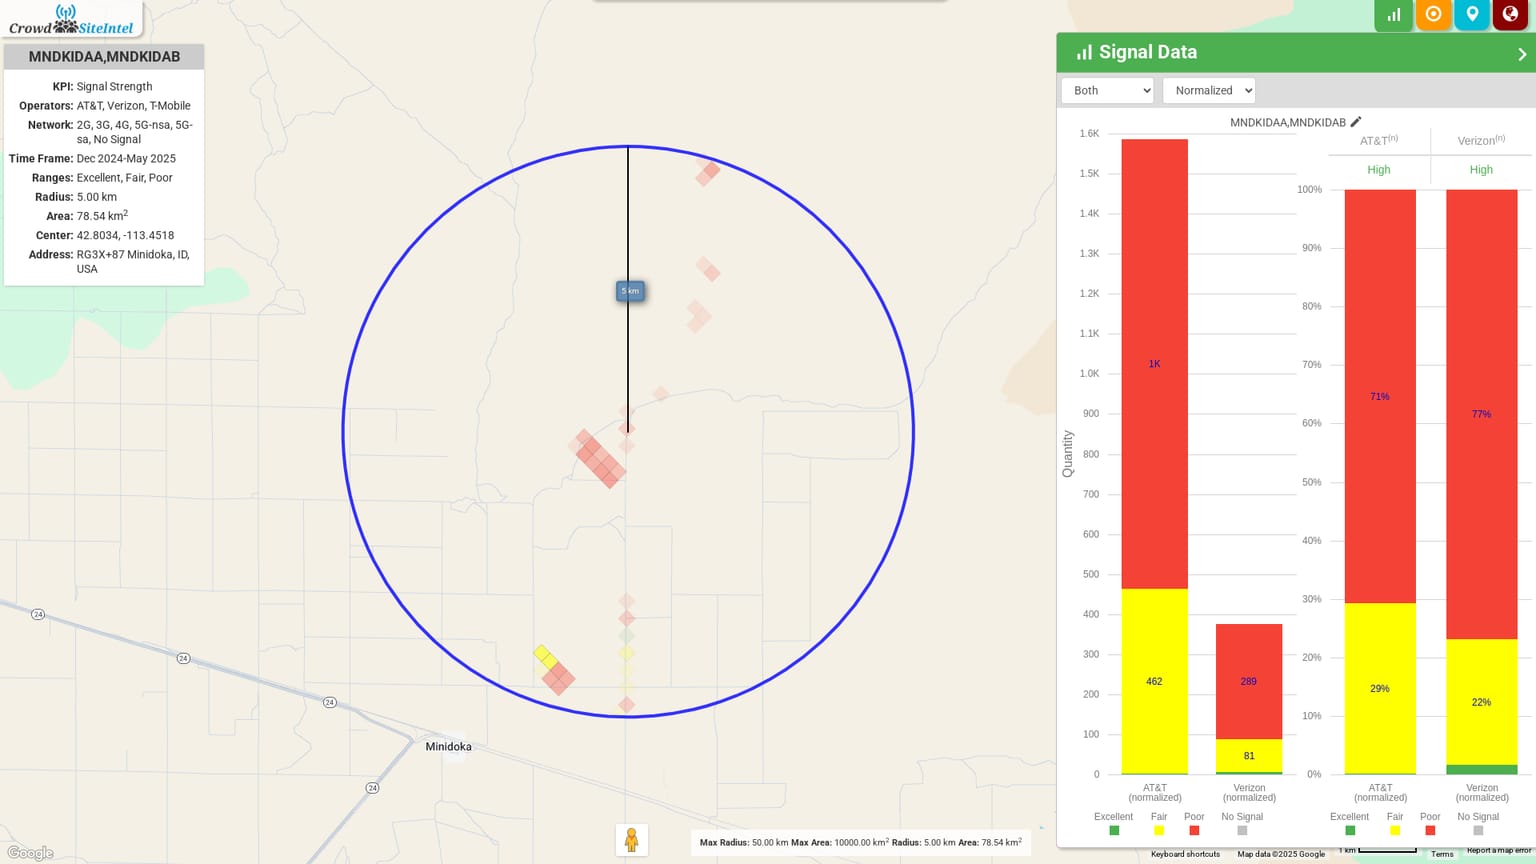 Crowd SiteIntel
MNDKIDAA,MNDKIDAB
KPI: Signal Strength
Operators: AT&T, Verizon, T-Mobile
Network: 2G, 3G, 4G, 5G-nsa, 5G-
sa, No Signal
Time Frame: Dec 2024-May 2025
Ranges: Excellent, Fair, Poor
Radius: 5.00 km
Area: 78.54 km2
Center: 42.8034, -113.4518
Address: RG3X+87 Minidoka, ID,
USA
5 km
24
24
24
24
Minidoka
Google
Max Radius: 50.00 km Max Area: 10000.00 km2 Radius: 5.00 km Area: 78.54 km2
Signal Data
Both
Normalized
MNDKIDAA,MNDKIDAB
Quantity
1.6K
1.5K
1.4K
1.3K
1.2K
1.1K
1.0K
900
800
700
600
500
400
300
200
100
0
1K
462
289
81
AT&T
(normalized)
Verizon
(normalized)
Excellent Fair Poor No Signal
AT&T(n) Verizon(n)
High High
100%
90%
80%
70%
60%
50%
40%
30%
20%
10%
0%
71%
29%
77%
22%
AT&T
(normalized)
Verizon
(normalized)
Excellent Fair Poor No Signal
Keyboard shortcuts Map data ©2025 Google 1 km Terms Report a map error